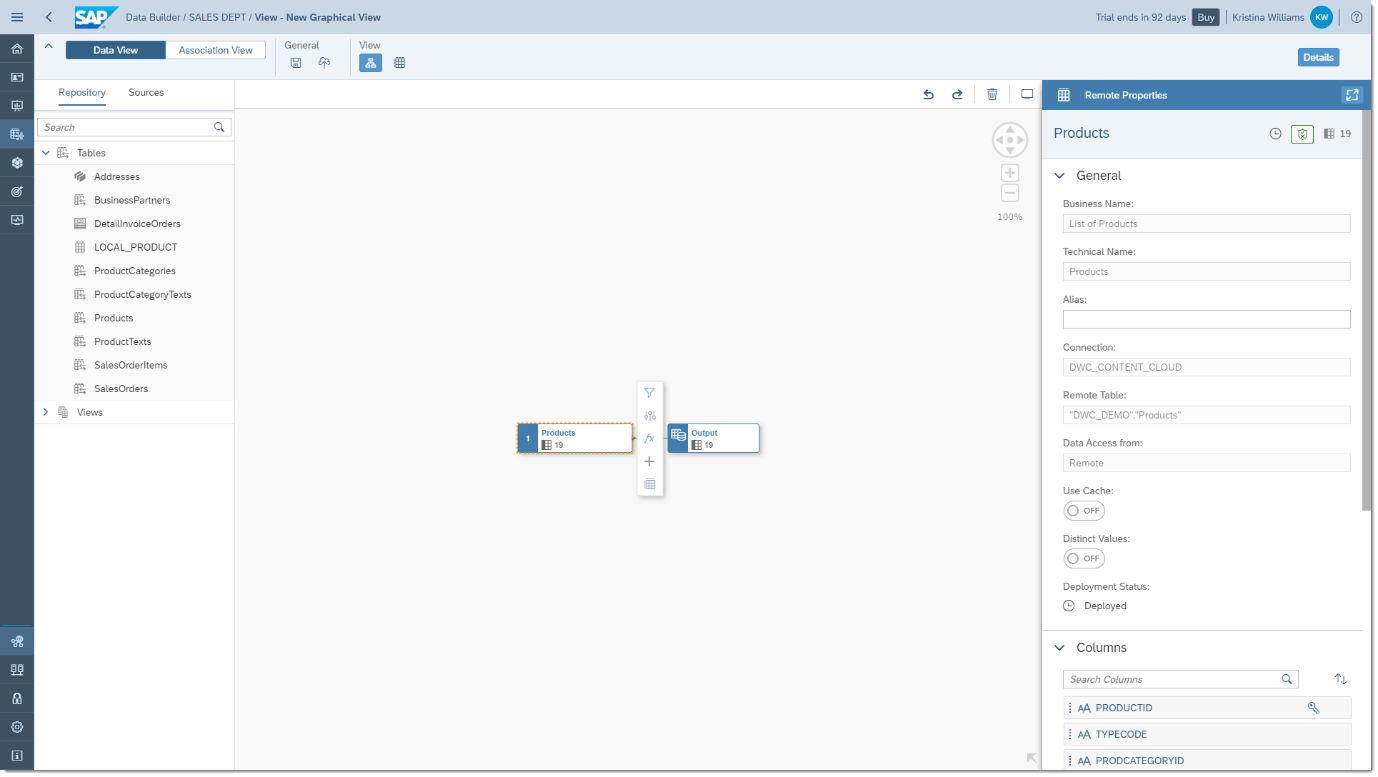 SAP
Data Builder / SALES DEPT / View - New Graphical View
Trial ends in 92 days
Buy
Kristina Williams
KW
Data View
Association View
General
View
Details
Repository
Sources
Search
Tables
Addresses
BusinessPartners
DetailInvoiceOrders
LOCAL_PRODUCT
ProductCategories
ProductCategoryTexts
Products
ProductTexts
SalesOrderItems
SalesOrders
Views
100%
1
Products
19
fx
Output
19
Remote Properties
Products
19
General
Business Name:
List of Products
Technical Name:
Products
Alias:
Connection:
DWC_CONTENT_CLOUD
Remote Table:
"DWC_DEMO"."Products"
Data Access from:
Remote
Use Cache:
OFF
Distinct Values:
OFF
Deployment Status:
Deployed
Columns
Search Columns
AA PRODUCTID
AA TYPECODE
AA PRODCATEGORYID